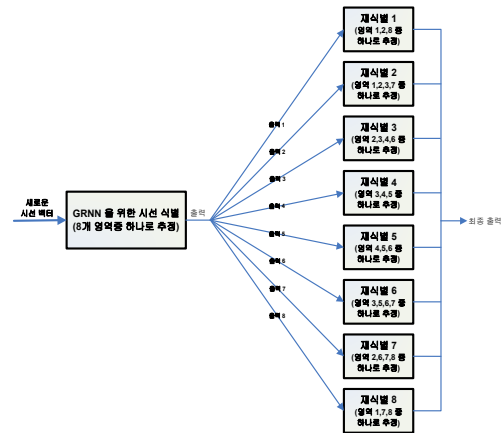 새로운
시선 벡터
GRNN 을 위한 시선 식별
(8개 영역중 하나로 추정)
출력
출력 1
출력 2
출력 3
출력 4
출력 5
출력 6
출력 7
출력 8
재식별 1
(영역 1,2,8 중
하나로 추정)
재식별 2
(영역 1,2,3,7 중
하나로 추정)
재식별 3
(영역 2,3,4,6 중
하나로 추정)
재식별 4
(영역 3,4,5 중
하나로 추정)
재식별 5
(영역 4,5,6 중
하나로 추정)
재식별 6
(영역 3,5,6,7 중
하나로 추정)
재식별 7
(영역 2,6,7,8 중
하나로 추정)
재식별 8
(영역 1,7,8 중
하나로 추정)
최종 출력